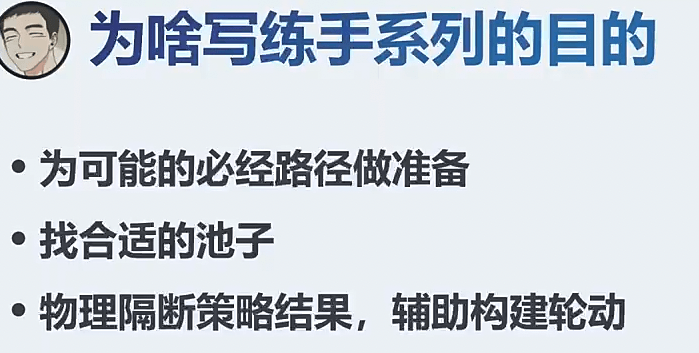 为啥写练手系列的目的
• 为可能的必经路径做准备
• 找合适的池子
• 物理隔断策略结果，辅助构建轮动